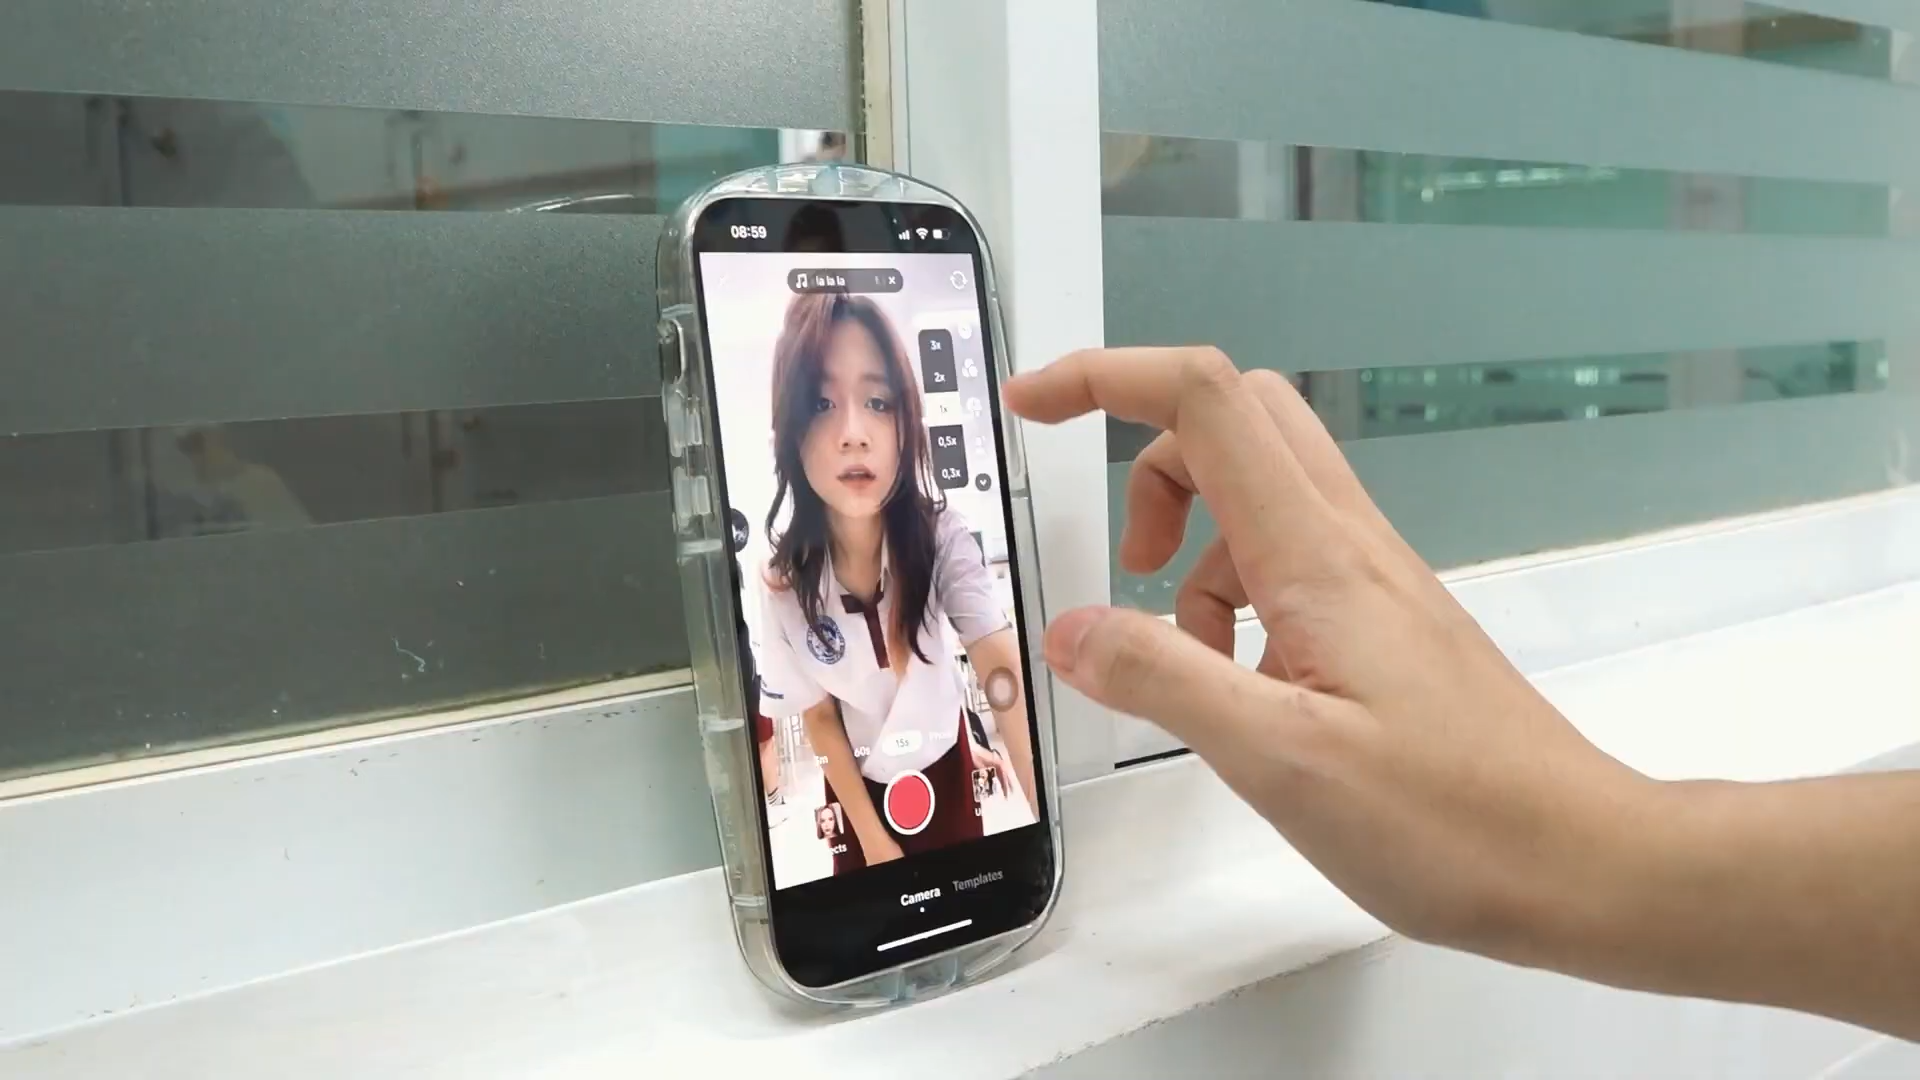 08:59
la la la
3x
2x
1x
0,5x
0,3x
60s
15s
Camera
Templates